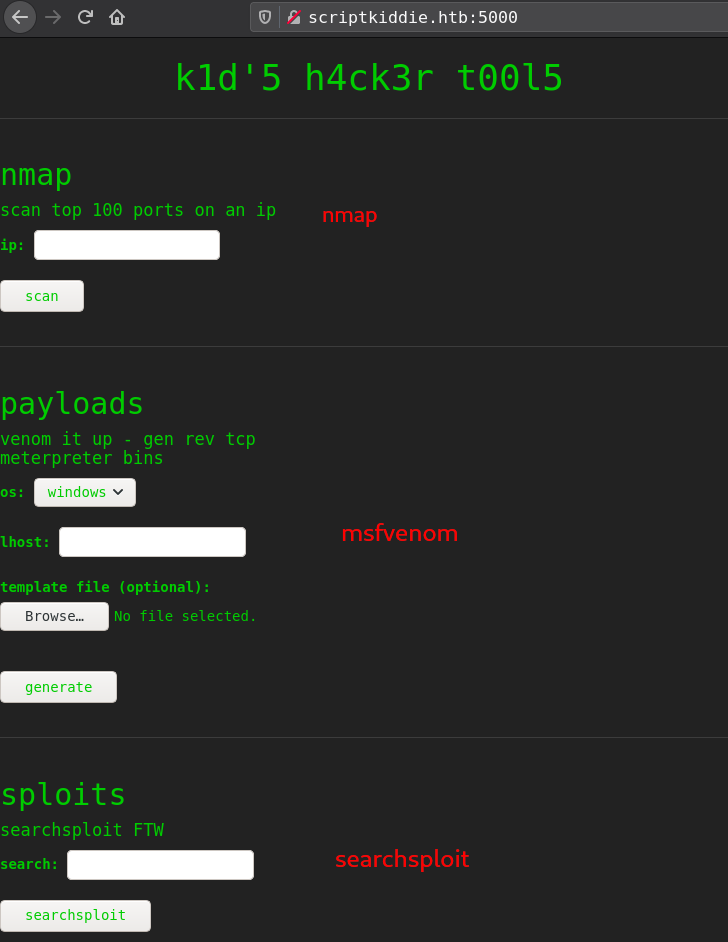 scriptkiddie.htb:5000
k1d'5 h4ck3r t00l5
nmap
scan top 100 ports on an ip
nmap
ip:
scan
payloads
venom it up - gen rev tcp
meterpreter bins
os: windows
lhost:
msfvenom
template file (optional):
Browse… No file selected.
generate
sploits
searchsploit FTW
search:
searchsploit
searchsploit